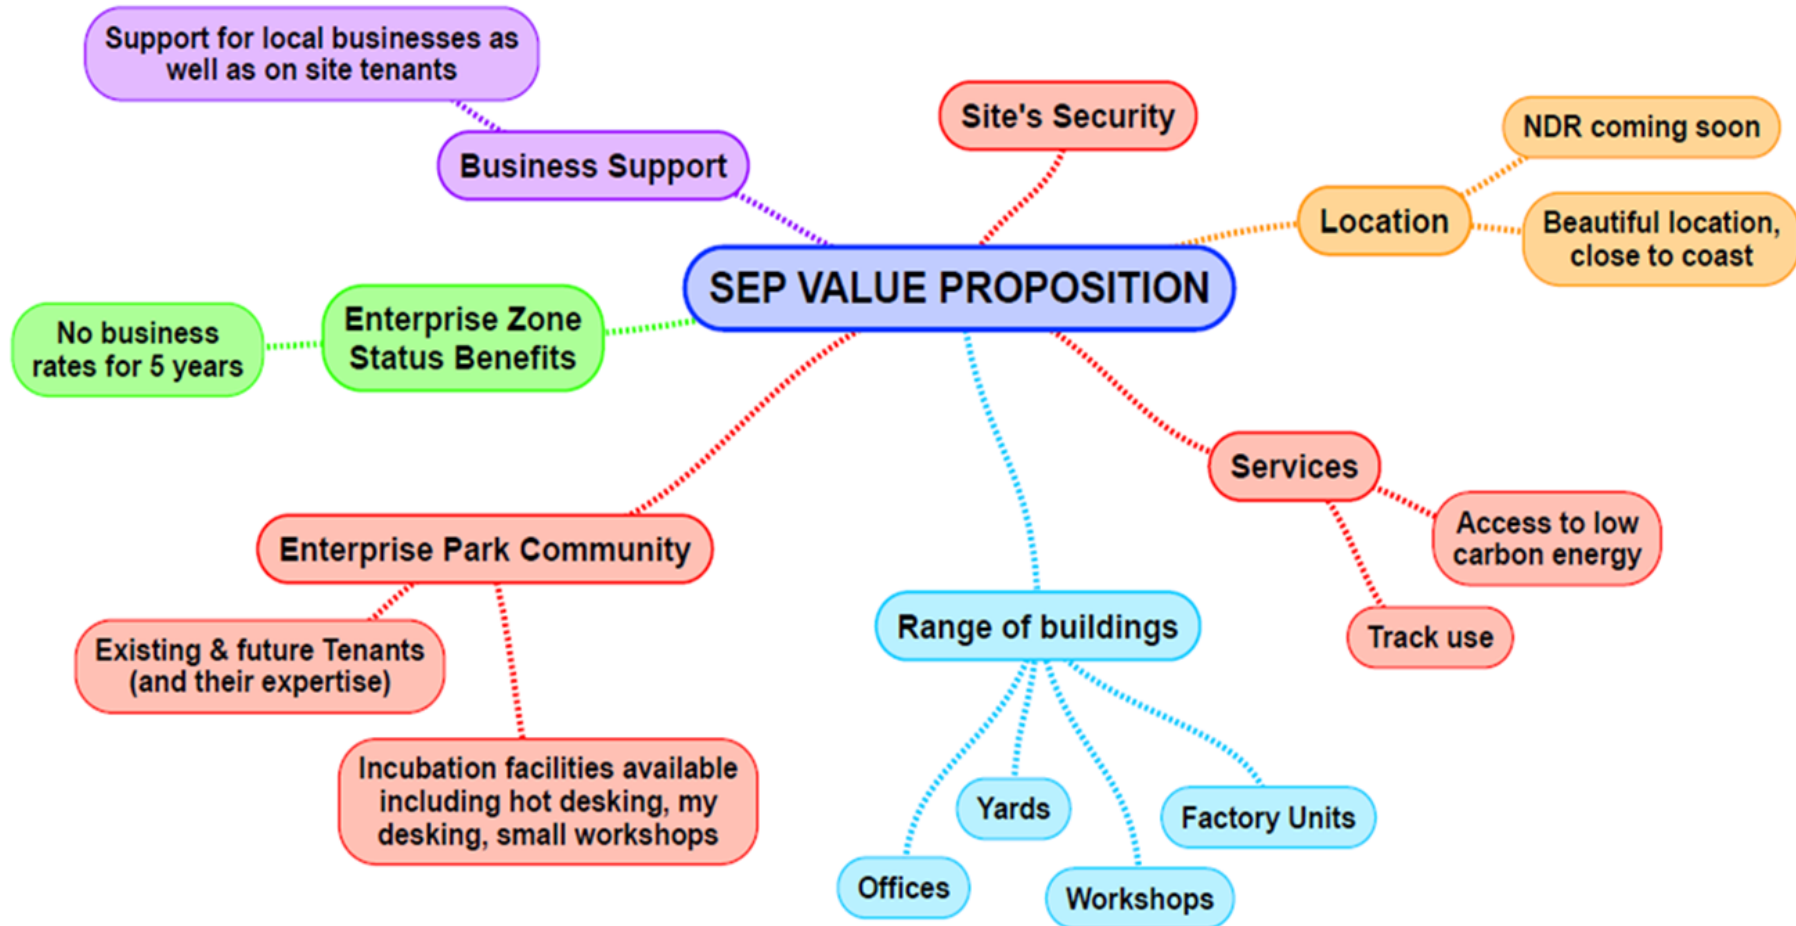 Support for local businesses as
well as on site tenants
Business Support
Site's Security
NDR coming soon
Location
Beautiful location,
close to coast
SEP VALUE PROPOSITION
Enterprise Zone
Status Benefits
No business
rates for 5 years
Services
Access to low
carbon energy
Track use
Enterprise Park Community
Existing & future Tenants
(and their expertise)
Incubation facilities available
including hot desking, my
desking, small workshops
Range of buildings
Offices
Yards
Workshops
Factory Units